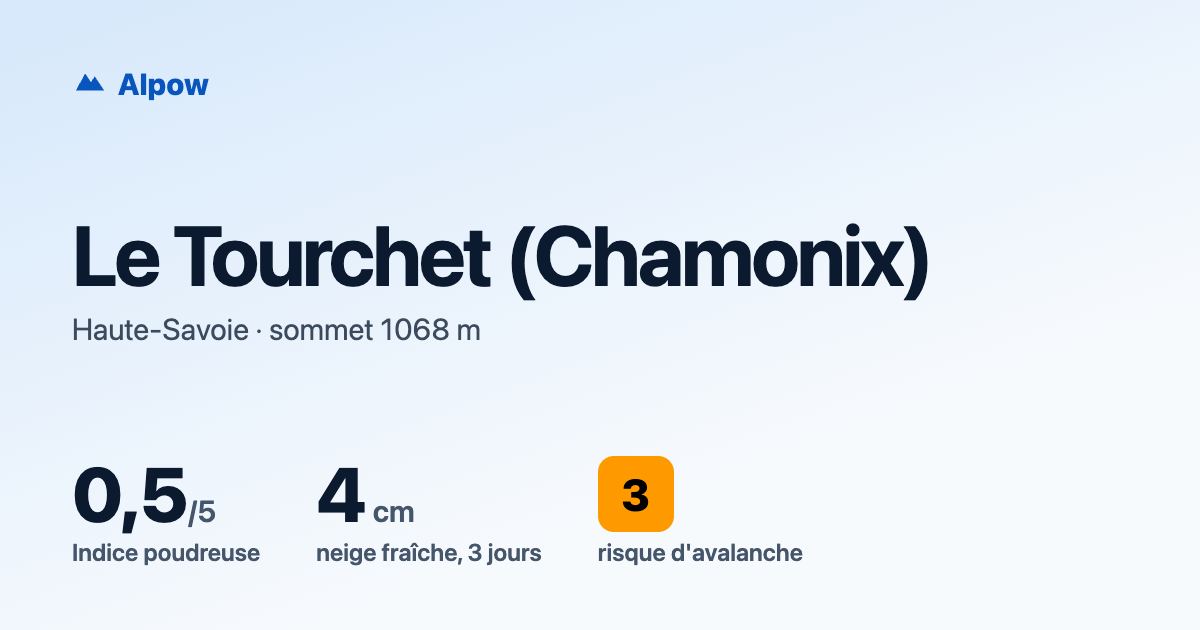 Alpow
Le Tourchet (Chamonix)
Haute-Savoie · sommet 1068 m
0,5/5
Indice poudreuse
4 cm
neige fraîche, 3 jours
3
risque d'avalanche